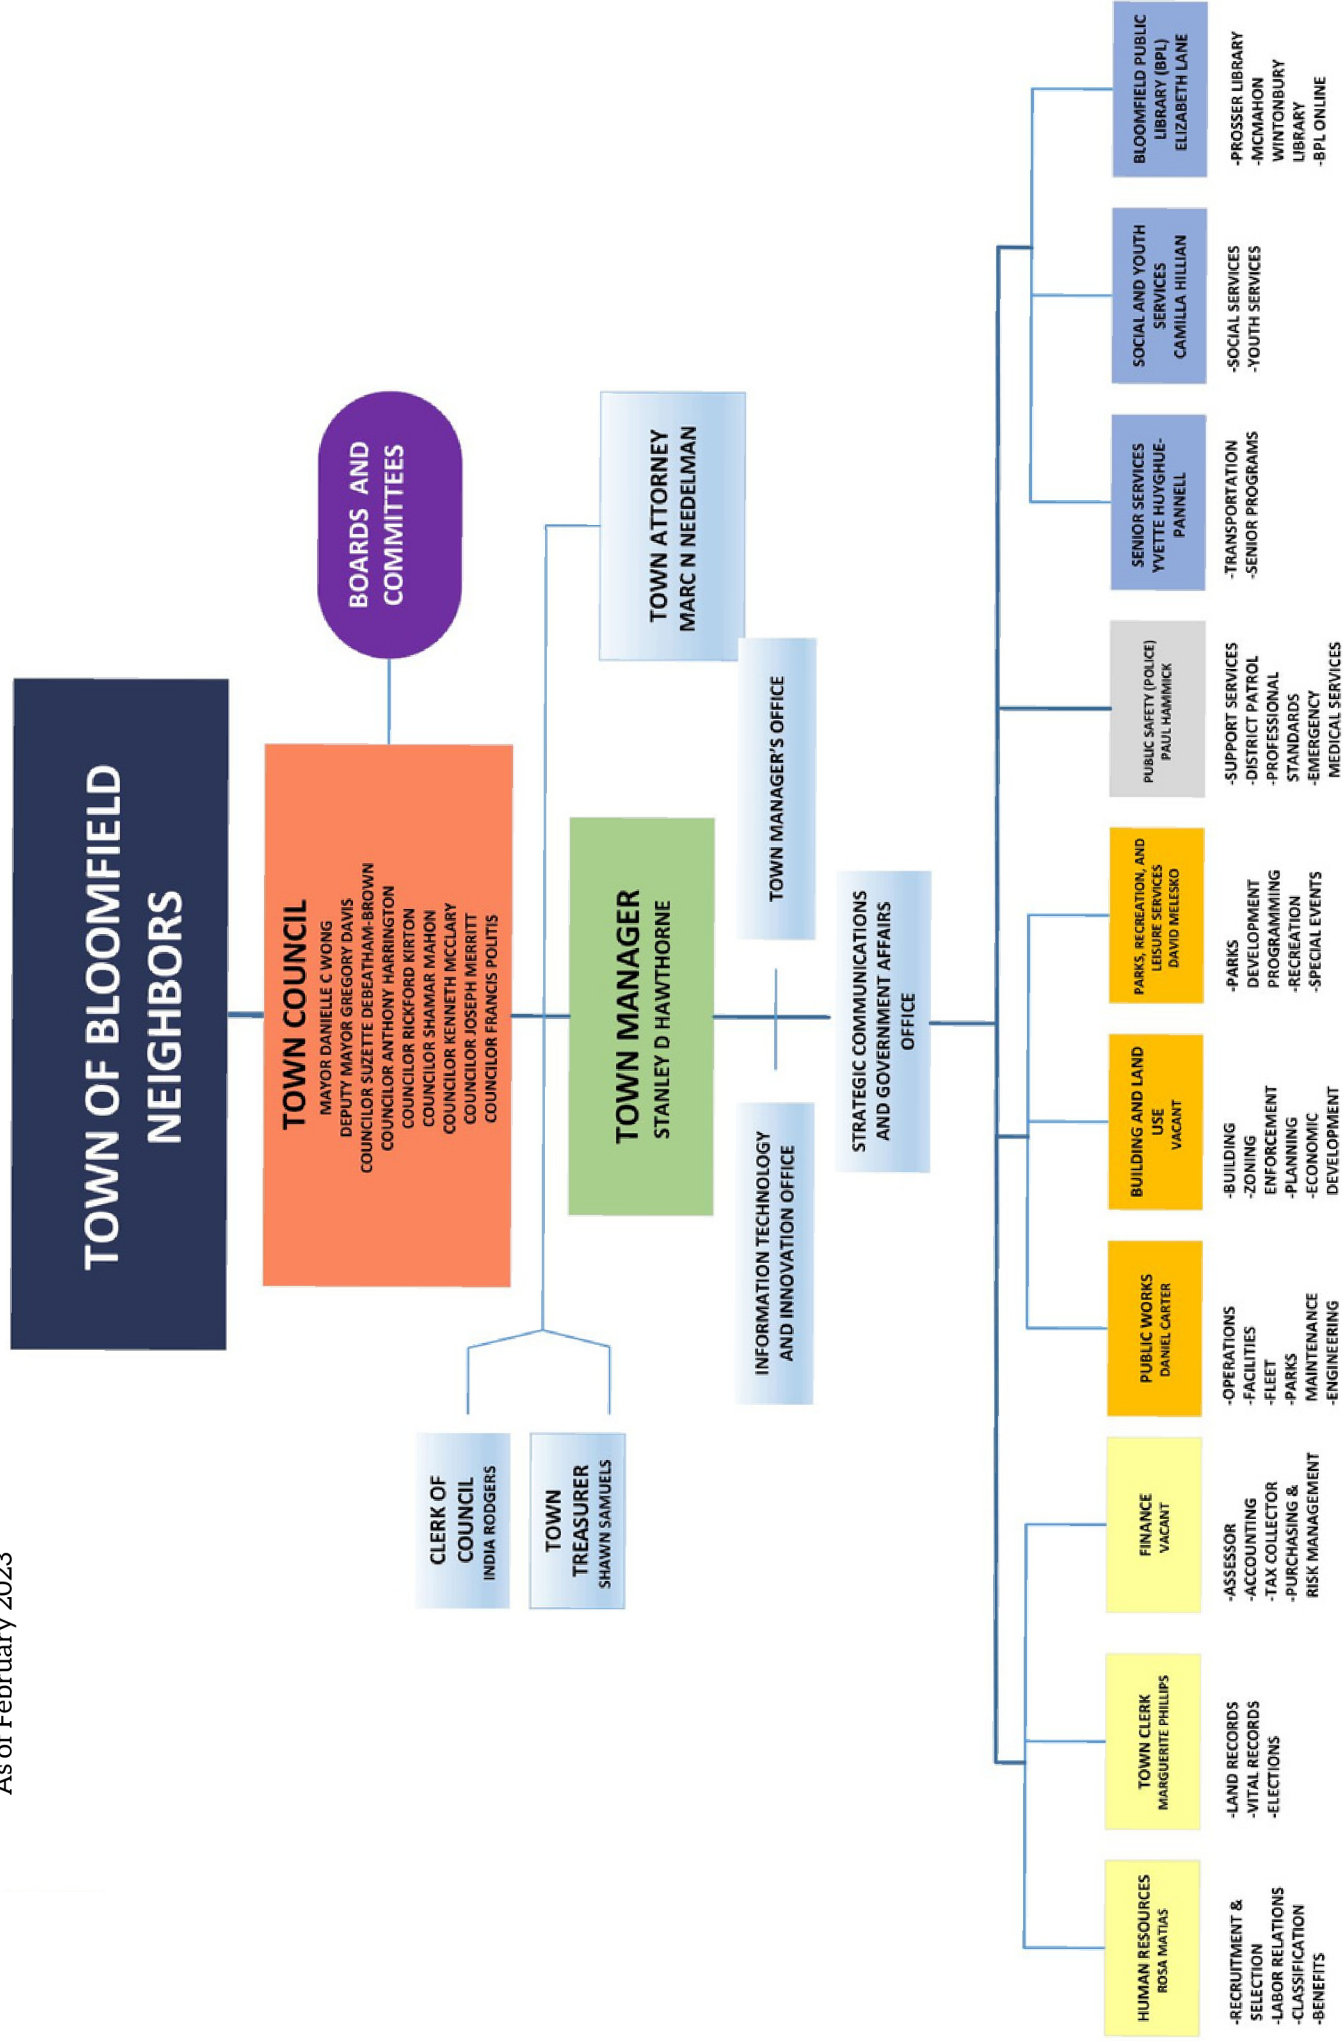 As of February 2023
TOWN OF BLOOMFIELD
NEIGHBORS
TOWN COUNCIL
MAYOR DANIELLE C WONG
DEPUTY MAYOR GREGORY DAVIS
COUNCILOR SUZETTE DEBEATHAM-BROWN
COUNCILOR ANTHONY HARRINGTON
COUNCILOR RICKFORD KIRTON
COUNCILOR SHAMAR MAHON
COUNCILOR KENNETH MCCLARY
COUNCILOR JOSEPH MERRITT
COUNCILOR FRANCIS POLITIS
BOARDS AND
COMMITTEES
CLERK OF
COUNCIL
INDIA RODGERS
TOWN
TREASURER
SHAWN SAMUELS
TOWN MANAGER
STANLEY D HAWTHORNE
TOWN ATTORNEY
MARC N NEEDELMAN
INFORMATION TECHNOLOGY
AND INNOVATION OFFICE
TOWN MANAGER'S OFFICE
STRATEGIC COMMUNICATIONS
AND GOVERNMENT AFFAIRS
OFFICE
HUMAN RESOURCES
ROSA MATIAS
-RECRUITMENT &
SELECTION
-LABOR RELATIONS
-CLASSIFICATION
-BENEFITS
TOWN CLERK
MARGUERITE PHILLIPS
-LAND RECORDS
-VITAL RECORDS
-ELECTIONS
FINANCE
VACANT
-ASSESSOR
-ACCOUNTING
-TAX COLLECTOR
-PURCHASING &
RISK MANAGEMENT
PUBLIC WORKS
DANIEL CARTER
-OPERATIONS
-FACILITIES
-FLEET
-PARKS
MAINTENANCE
-ENGINEERING
BUILDING AND LAND
USE
VACANT
-BUILDING
-ZONING
ENFORCEMENT
-PLANNING
-ECONOMIC
DEVELOPMENT
PARKS, RECREATION, AND
LEISURE SERVICES
DAVID MELESKO
-PARKS
DEVELOPMENT
PROGRAMMING
-RECREATION
-SPECIAL EVENTS
PUBLIC SAFETY (POLICE)
PAUL HAMMICK
-SUPPORT SERVICES
-DISTRICT PATROL
-PROFESSIONAL
STANDARDS
-EMERGENCY
MEDICAL SERVICES
SENIOR SERVICES
YVETTE HUYGHUE-
PANNELL
-TRANSPORTATION
-SENIOR PROGRAMS
SOCIAL AND YOUTH
SERVICES
CAMILLA HILLIAN
-SOCIAL SERVICES
-YOUTH SERVICES
BLOOMFIELD PUBLIC
LIBRARY (BPL)
ELIZABETH LANE
-PROSSER LIBRARY
-MCMAHON
WINTONBURY
LIBRARY
-BPL ONLINE